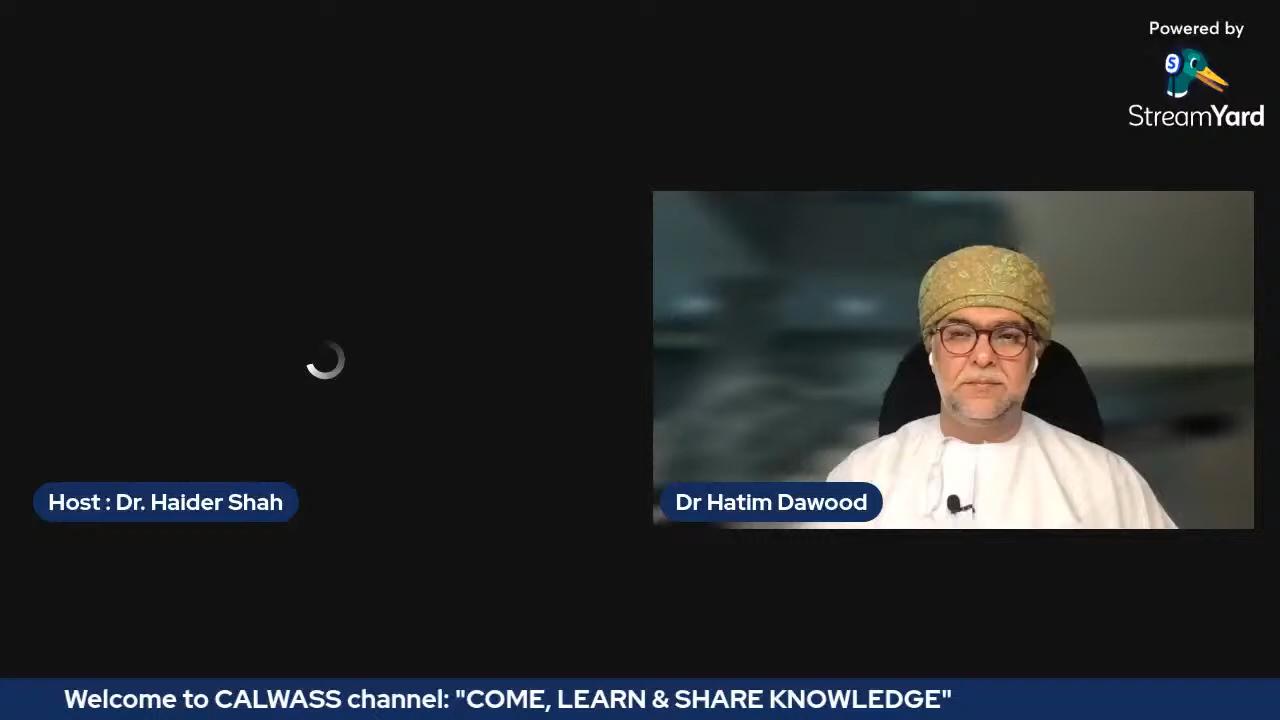 Powered by
S
StreamYard
Host : Dr. Haider Shah
Dr Hatim Dawood
Welcome to CALWASS channel: "COME, LEARN & SHARE KNOWLEDGE"